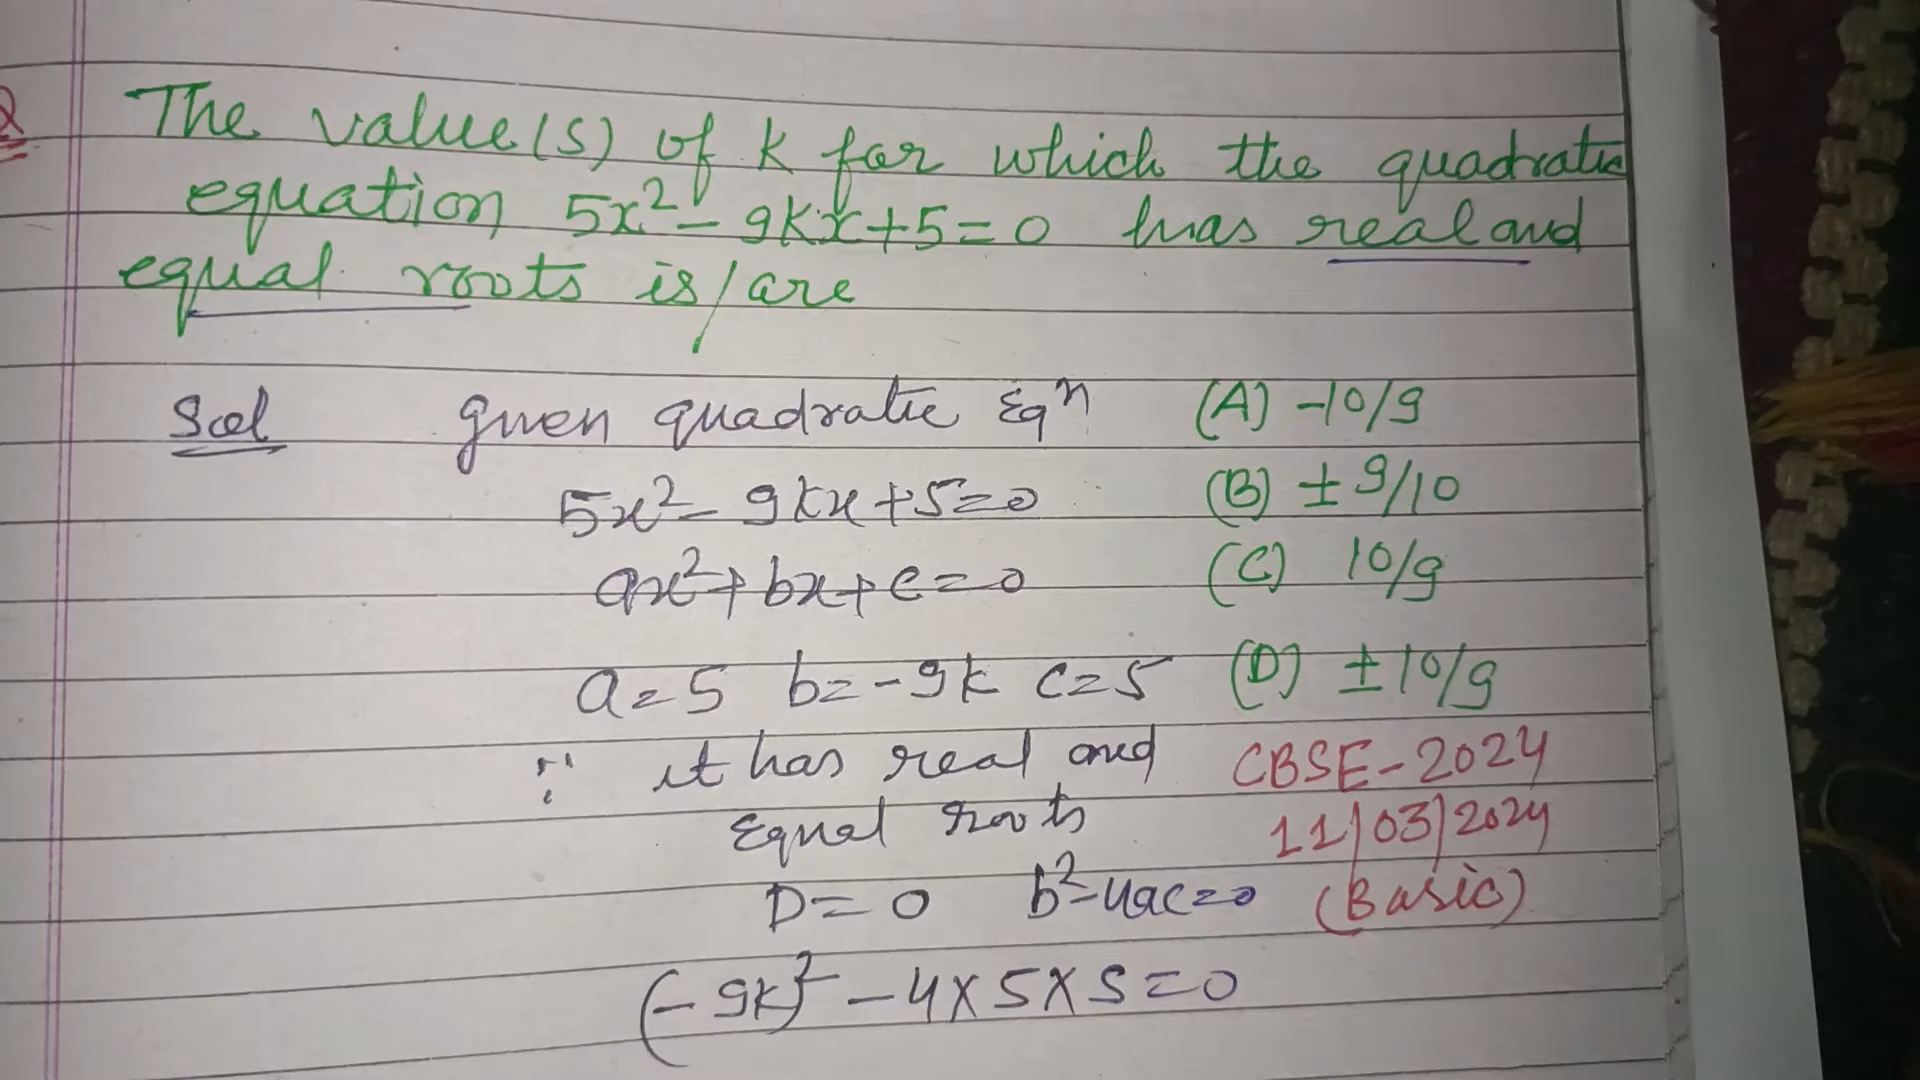 Q The value(s) of k for which the quadratic
equation 5x² - 9kx+5=0 has real and
equal roots is/are
Sol given quadratic Eqⁿ (A) -10/9
5x² - 9kx+5=0 (B) ± 9/10
ax²+bx+c=0 (C) 10/9
a=5 b=-9k c=5 (D) ±10/9
∵ it has real and CBSE-2024
Equal roots 11/03/2024
D=0 b²-4ac=0 (Basic)
(-9k)² - 4×5×5=0